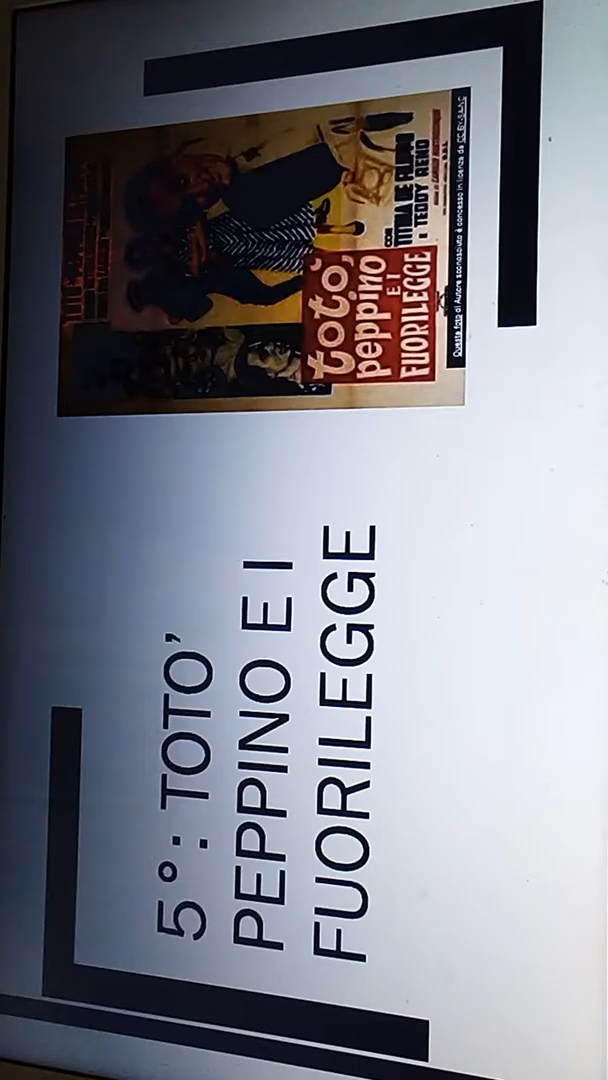 5°: TOTO'
PEPPINO E I
FUORILEGGE
totò,
peppino
E I
FUORILEGGE
CON
TITINA DE FILIPPO
E TEDDY RENO
Questa foto di Autore sconosciuto è concesso in licenza da CC BY-SA-NC